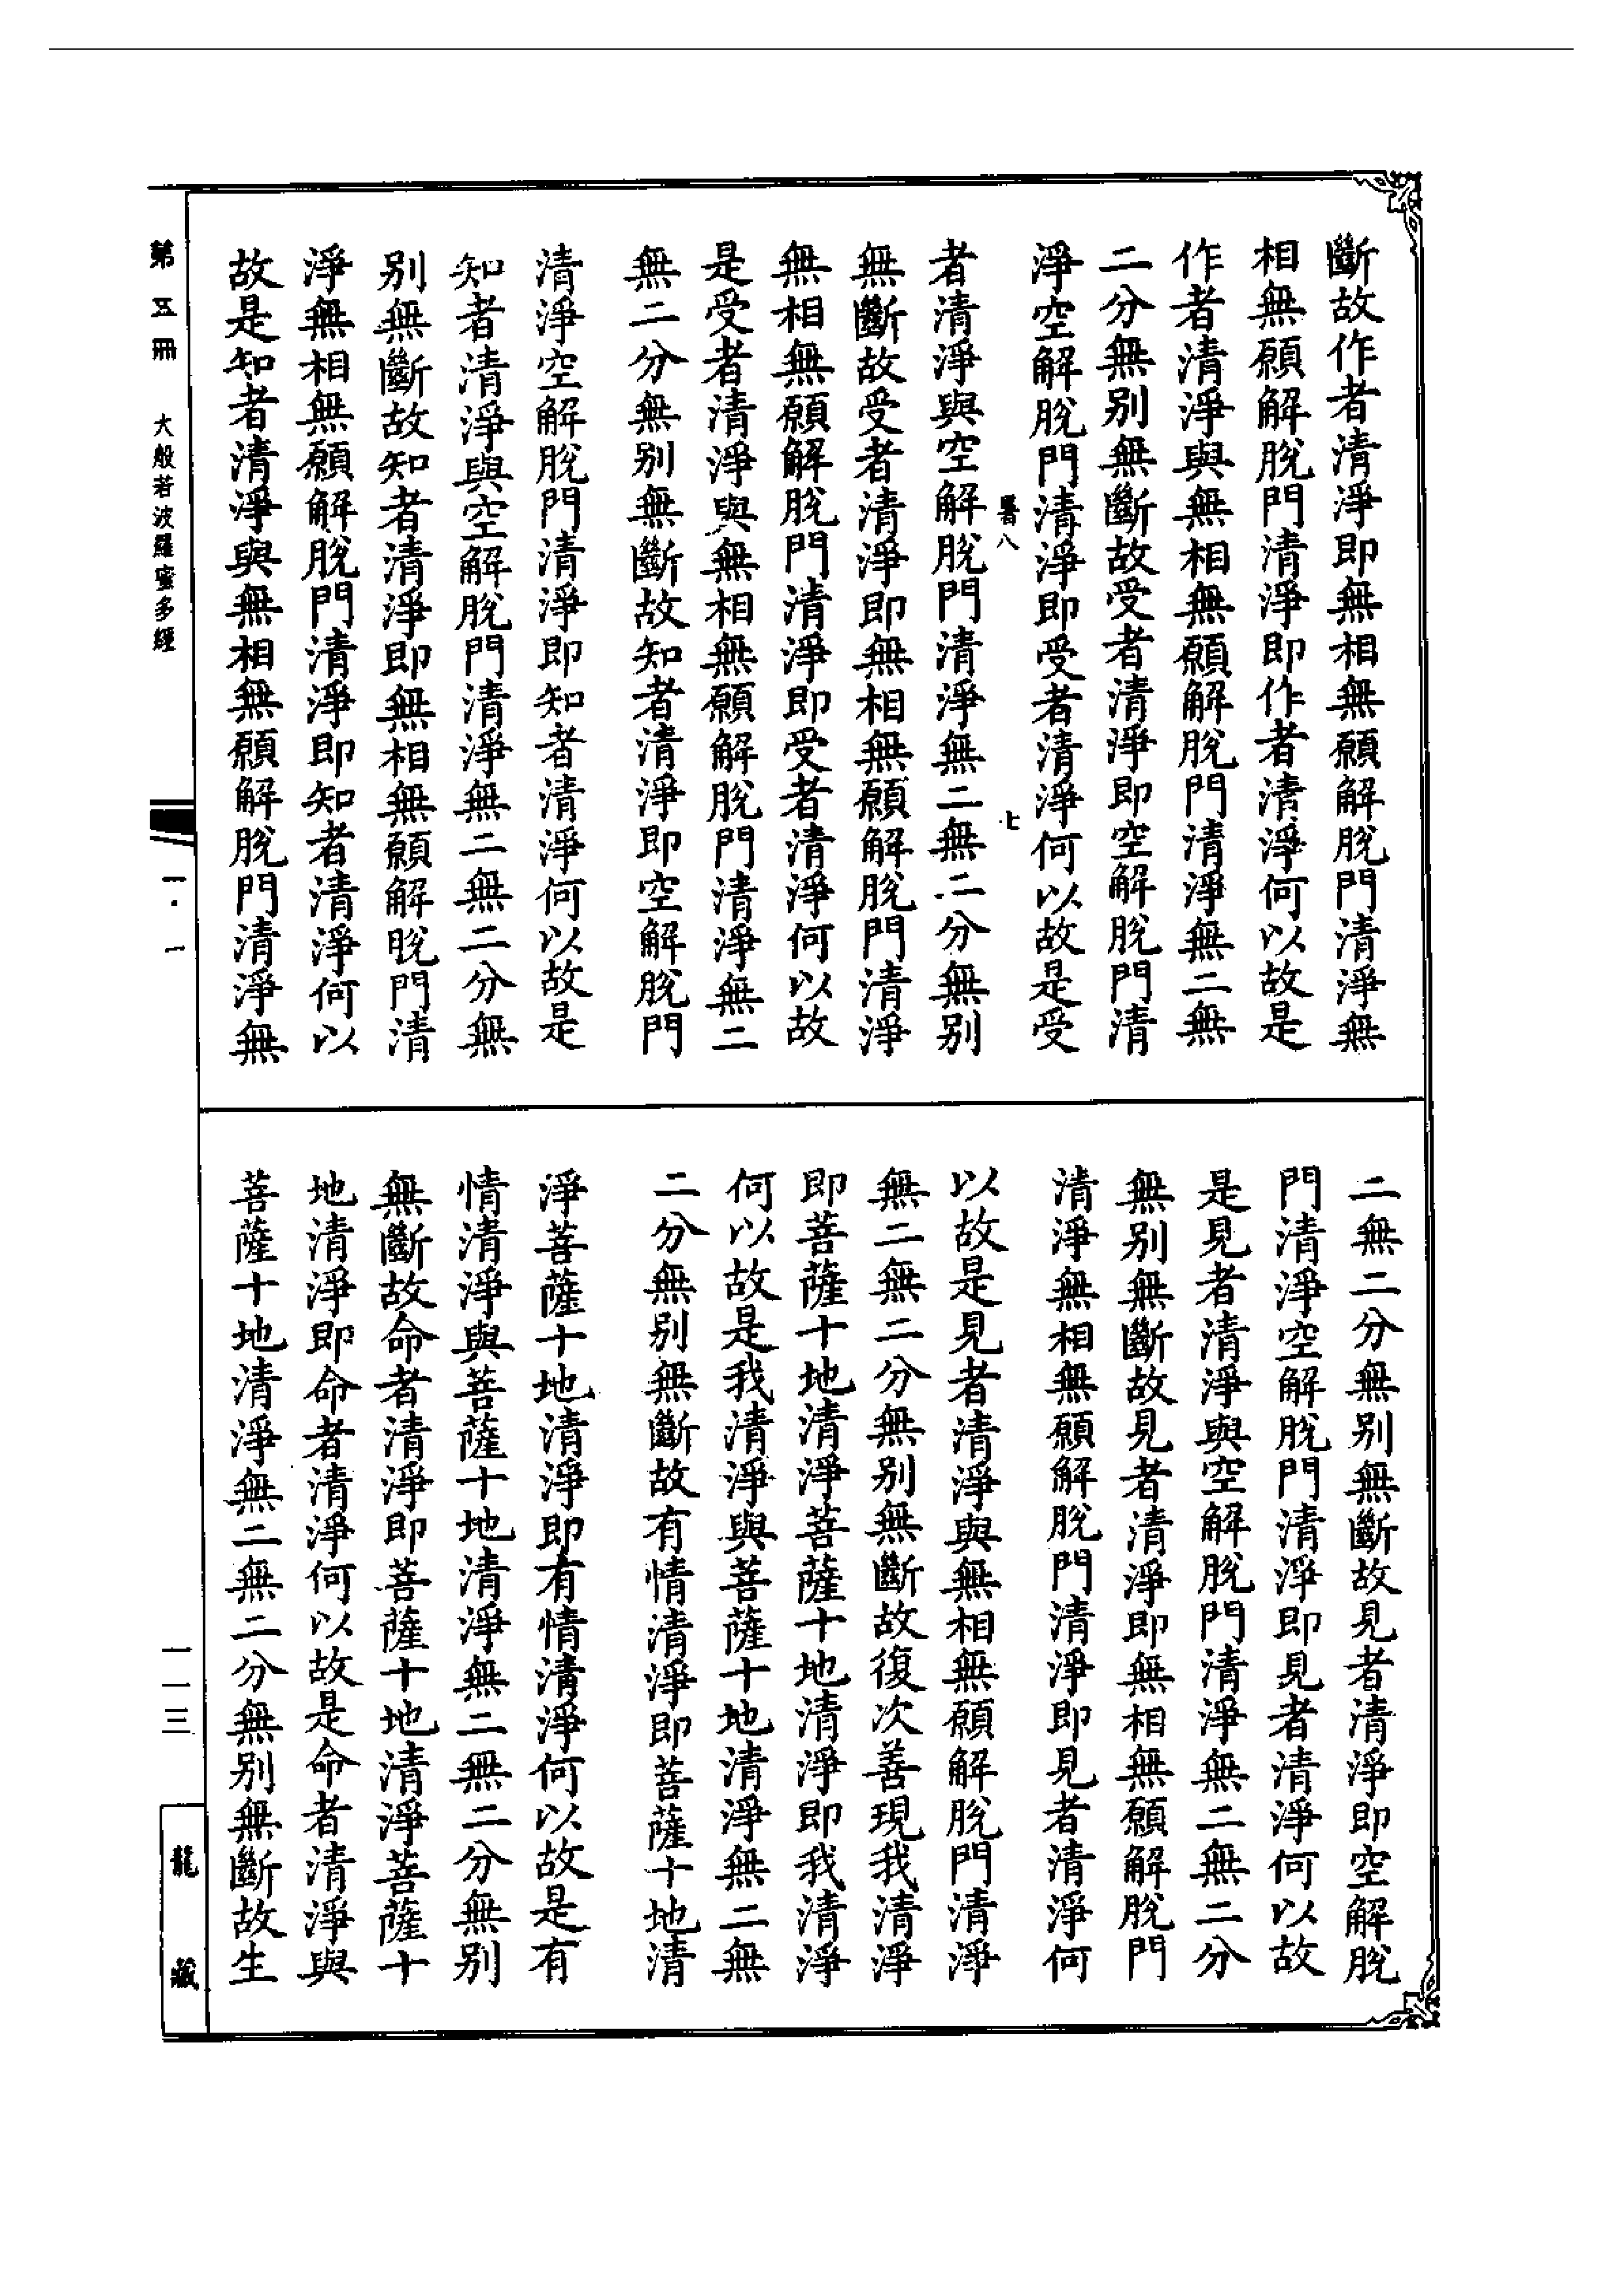 斷故作者清淨即無相無願解脫門清淨無
相無願解脫門清淨即作者清淨何以故是
作者清淨與無相無願解脫門清淨無二無
二分無别無斷故受者清淨即空解脫門清
淨空解脫門清淨即受者清淨何以故是受
八 七
者清淨與空解脫門清淨無二無二分無别
無斷故受者清淨即無相無願解脫門清淨
無相無願解脫門清淨即受者清淨何以故
是受者清淨與無相無願解脫門清淨無二
無二分無别無斷故知者清淨即空解脫門
清淨空解脫門清淨即知者清淨何以故是
知者清淨與空解脫門清淨無二無二分無
别無斷故知者清淨即無相無願解脫門清
淨無相無願解脫門清淨即知者清淨何以
故是知者清淨與無相無願解脫門清淨無
二無二分無别無斷故見者清淨即空解脫
門清淨空解脫門清淨即見者清淨何以故
是見者清淨與空解脫門清淨無二無二分
無别無斷故見者清淨即無相無願解脫門
清淨無相無願解脫門清淨即見者清淨何
以故是見者清淨與無相無願解脫門清淨
無二無二分無别無斷故復次善現我清淨
即菩薩十地清淨菩薩十地清淨即我清淨
何以故是我清淨與菩薩十地清淨無二無
二分無别無斷故有情清淨即菩薩十地清
淨菩薩十地清淨即有情清淨何以故是有
情清淨與菩薩十地清淨無二無二分無别
無斷故命者清淨即菩薩十地清淨菩薩十
地清淨即命者清淨何以故是命者清淨與
菩薩十地清淨無二無二分無别無斷故生
第五冊 大般若波羅蜜多經 一·一 一一三 龍藏